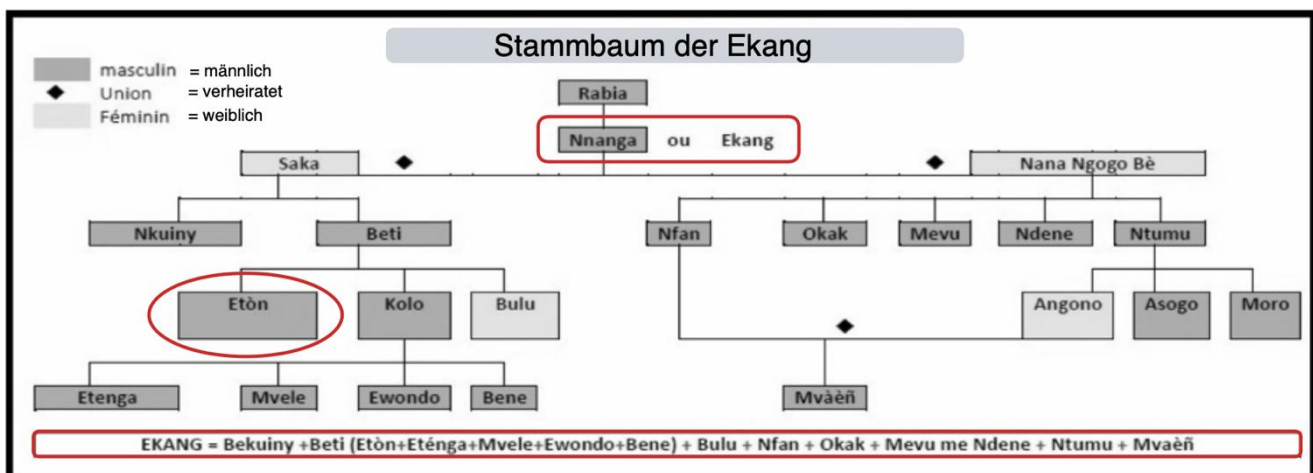 Stammbaum der Ekang
masculin = männlich
Union = verheiratet
Féminin = weiblich
Rabia
Nnanga ou Ekang
Saka
Nana Ngogo Bè
Nkuiny Beti Nfan Okak Mevu Ndene Ntumu
Etòn Kolo Bulu Angono Asogo Moro
Etenga Mvele Ewondo Bene Mvàèñ
EKANG = Bekuiny +Beti (Etòn+Eténga+Mvele+Ewondo+Bene) + Bulu + Nfan + Okak + Mevu me Ndene + Ntumu + Mvaèñ